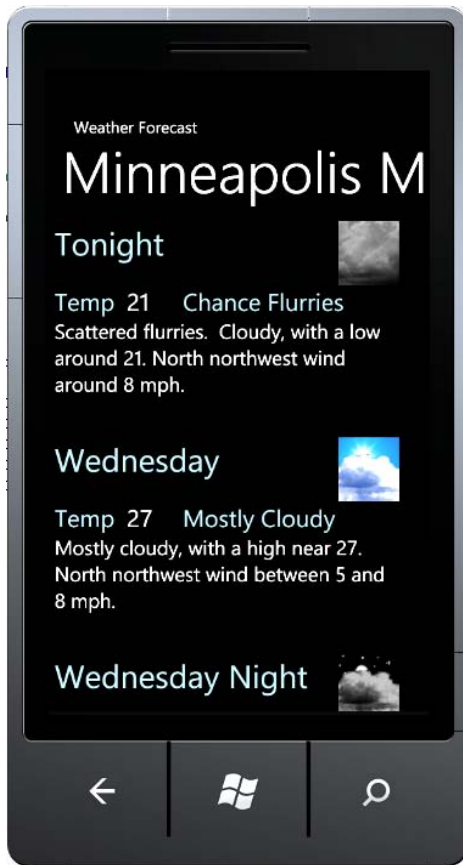 Weather Forecast
Minneapolis M
Tonight
Temp 21 Chance Flurries
Scattered flurries. Cloudy, with a low
around 21. North northwest wind
around 8 mph.
Wednesday
Temp 27 Mostly Cloudy
Mostly cloudy, with a high near 27.
North northwest wind between 5 and
8 mph.
Wednesday Night